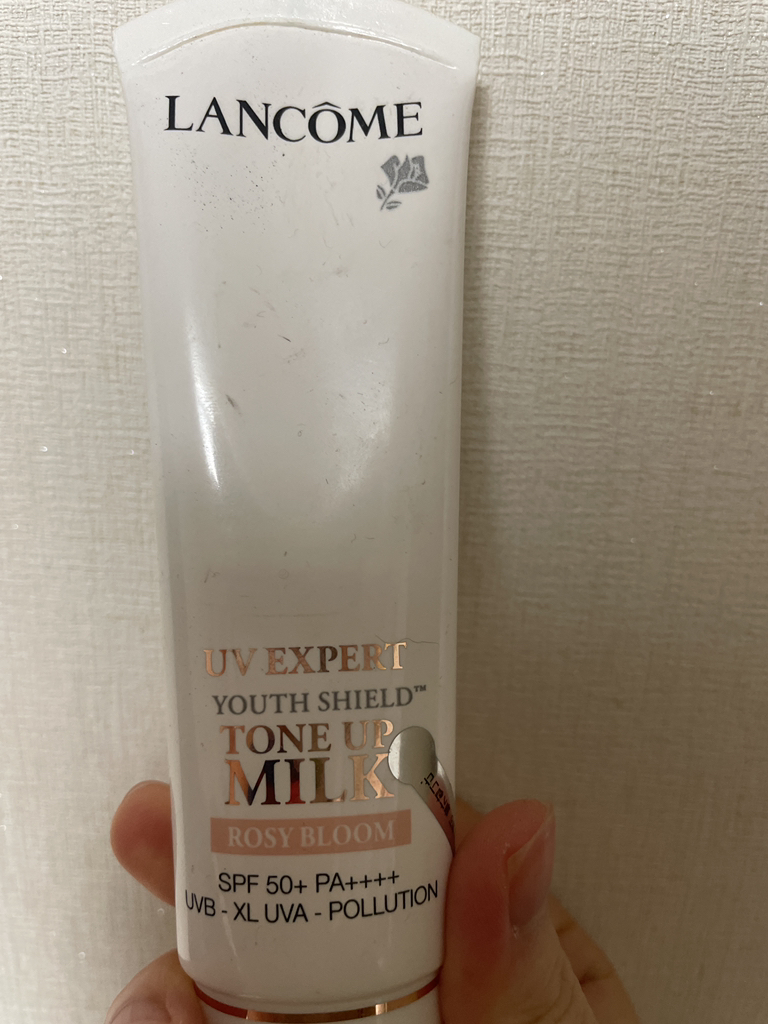 LANCÔME
UV EXPERT
YOUTH SHIELD™
TONE UP
MILK
ROSY BLOOM
SPF 50+ PA++++
UVB - XL UVA - POLLUTION